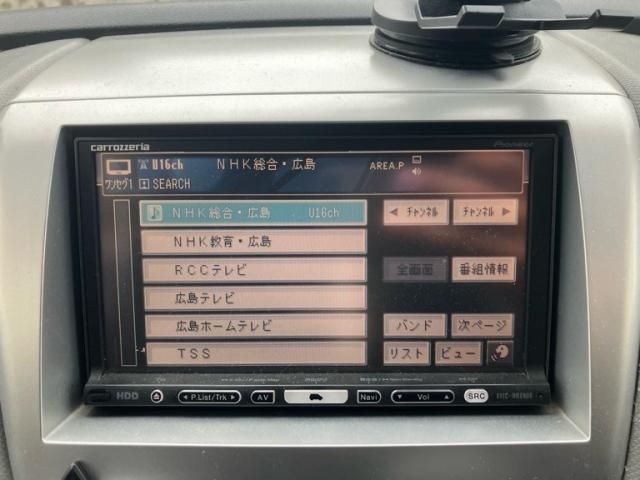 carrozzeria
Pioneer
U16ch NHK総合・広島 AREA.P
ワンセグ1 SEARCH
NHK総合・広島 U16ch
◀ チャンネル チャンネル ▶
NHK教育・広島
RCCテレビ
全画面 番組情報
広島テレビ
広島ホームテレビ
バンド 次ページ
TSS
リスト ビュー
HDD ◀ P.List/Trk ▶ AV Navi ▼ Vol ▲ SRC